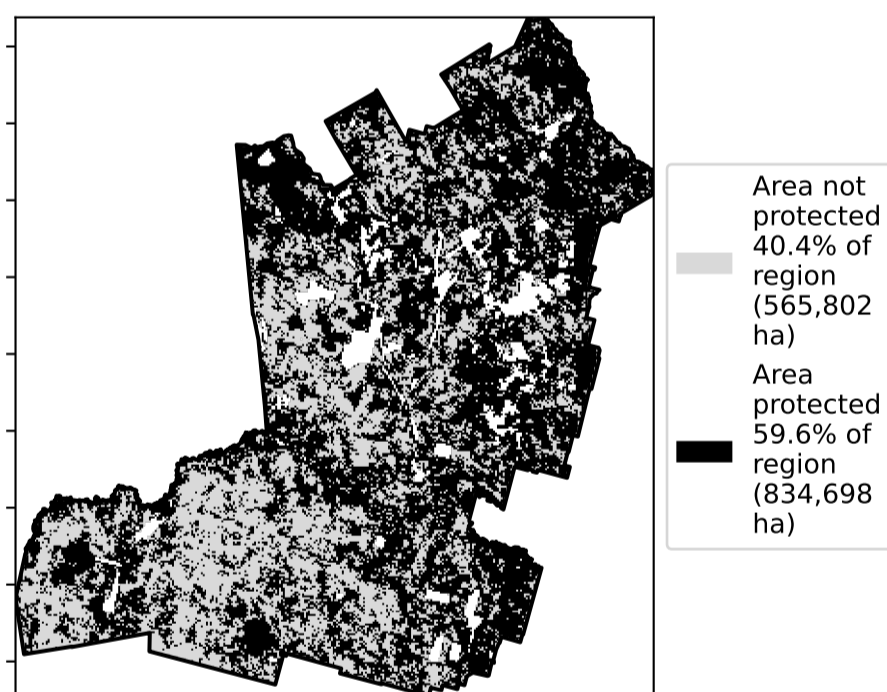 Area not
protected
40.4% of
region
(565,802
ha)
Area
protected
59.6% of
region
(834,698
ha)